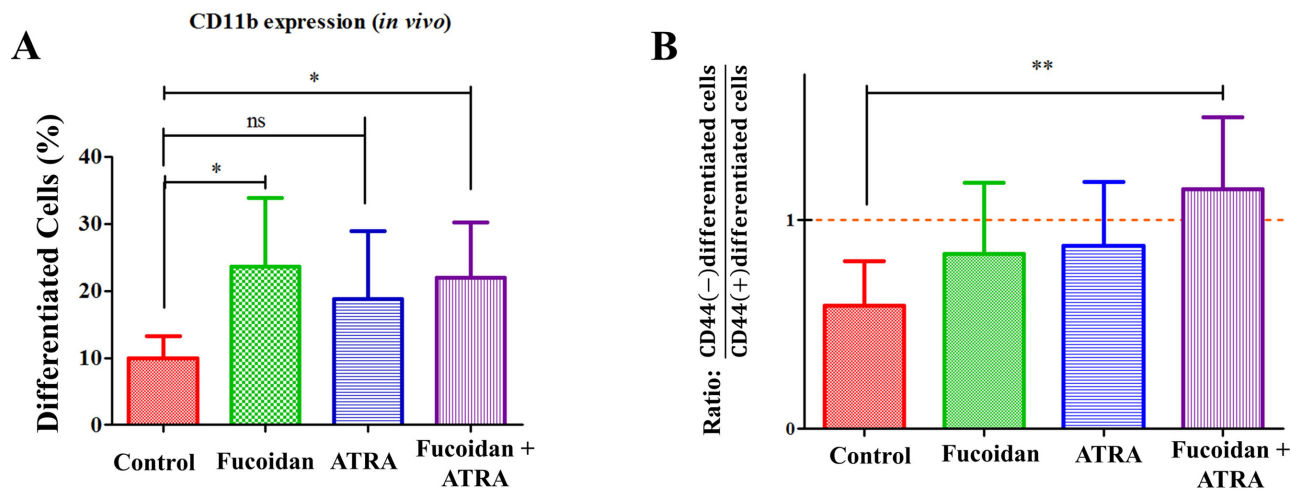 CD11b expression (in vivo)
A
*
ns
*
Differentiated Cells (%)
40
30
20
10
0
Control
Fucoidan
ATRA
Fucoidan +
ATRA
B
**
Ratio: CD44(−)differentiated cells
CD44(+)differentiated cells
1
0
Control
Fucoidan
ATRA
Fucoidan +
ATRA